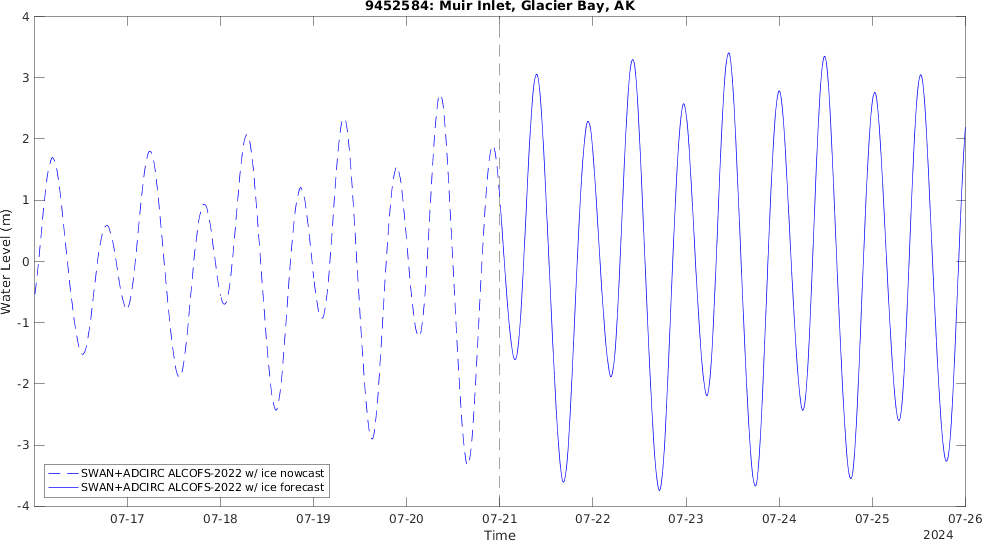 9452584: Muir Inlet, Glacier Bay, AK
4
3
2
1
0
-1
-2
-3
-4
Water Level (m)
SWAN+ADCIRC ALCOFS-2022 w/ ice nowcast
SWAN+ADCIRC ALCOFS-2022 w/ ice forecast
07-17 07-18 07-19 07-20 07-21 07-22 07-23 07-24 07-25 07-26
Time
2024